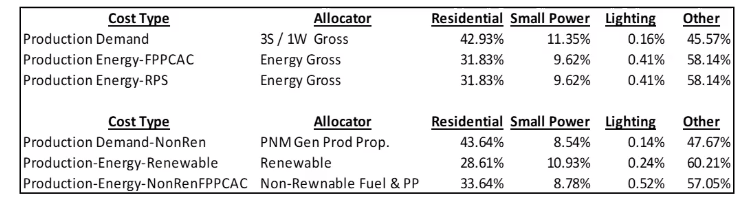 Cost Type Allocator Residential Small Power Lighting Other
Production Demand 3S / 1W Gross 42.93% 11.35% 0.16% 45.57%
Production Energy-FPPCAC Energy Gross 31.83% 9.62% 0.41% 58.14%
Production Energy-RPS Energy Gross 31.83% 9.62% 0.41% 58.14%
Cost Type Allocator Residential Small Power Lighting Other
Production Demand-NonRen PNM Gen Prod Prop. 43.64% 8.54% 0.14% 47.67%
Production-Energy-Renewable Renewable 28.61% 10.93% 0.24% 60.21%
Production-Energy-NonRenFPPCAC Non-Rewnable Fuel & PP 33.64% 8.78% 0.52% 57.05%